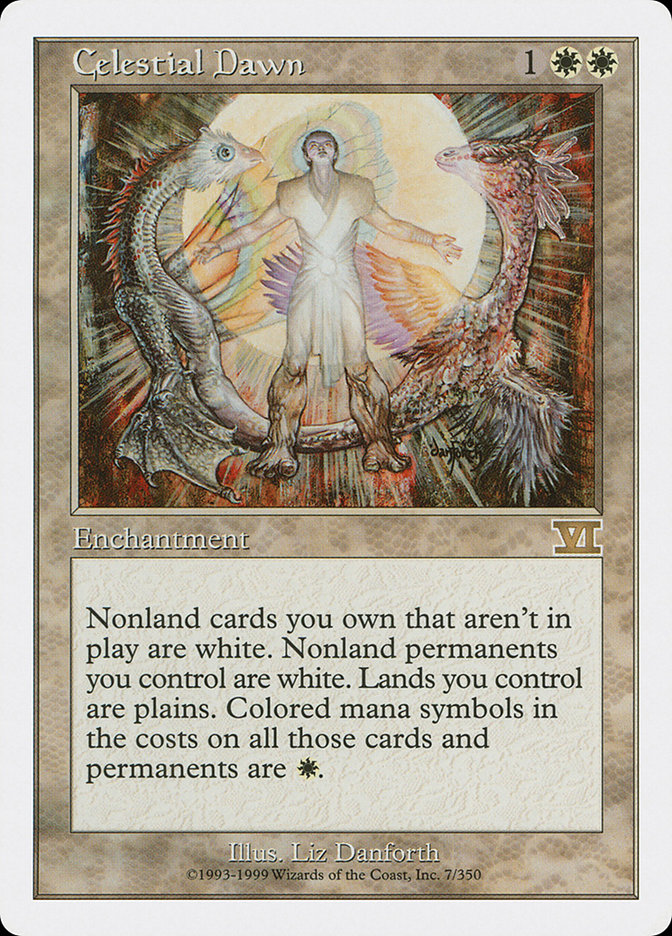 Celestial Dawn 1
danforth
Enchantment VI
Nonland cards you own that aren't in
play are white. Nonland permanents
you control are white. Lands you control
are plains. Colored mana symbols in
the costs on all those cards and
permanents are .
Illus. Liz Danforth
©1993-1999 Wizards of the Coast, Inc. 7/350